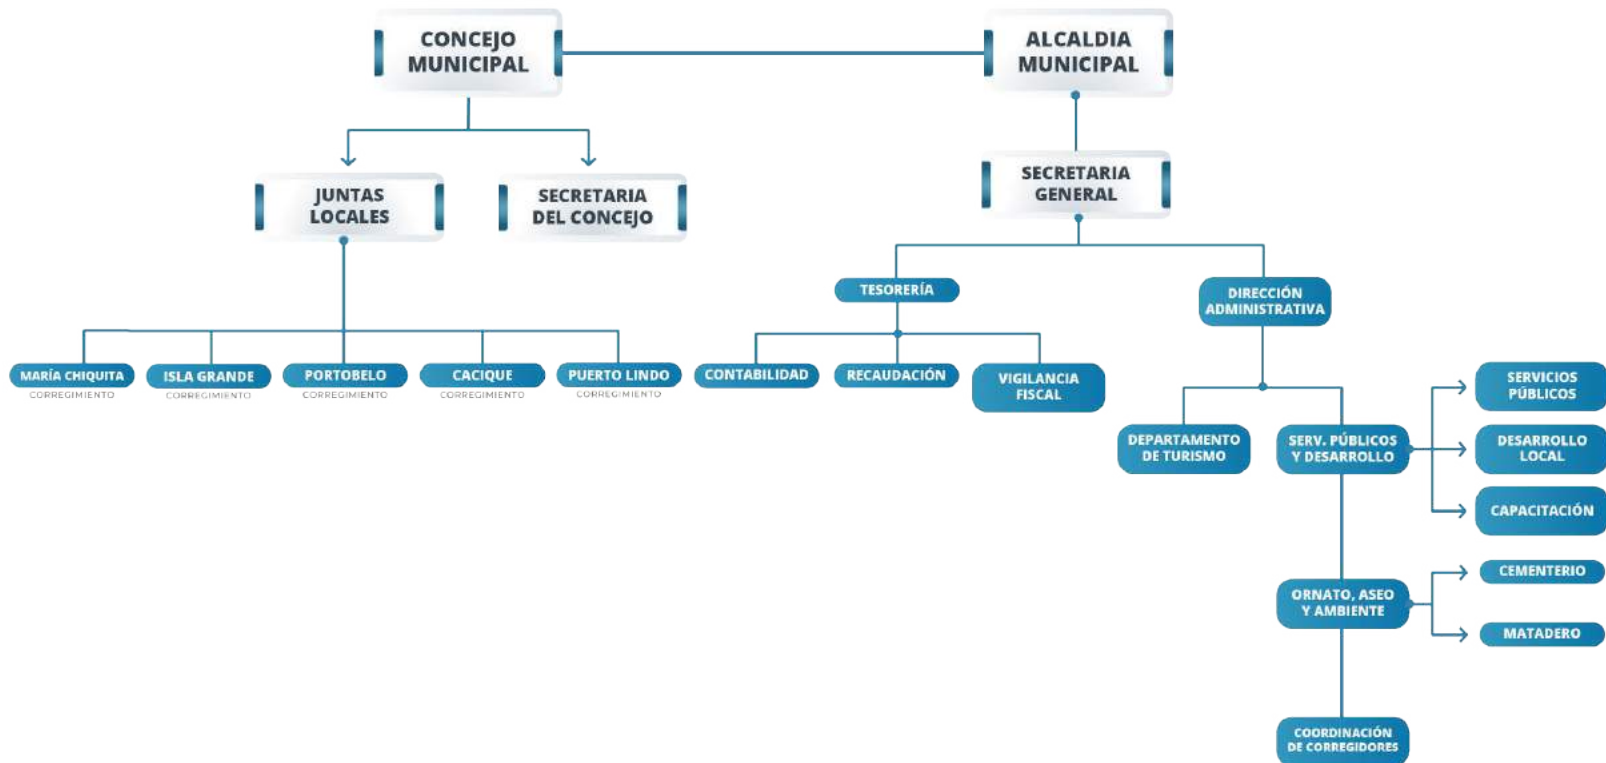 CONCEJO
MUNICIPAL
ALCALDIA
MUNICIPAL
JUNTAS
LOCALES
SECRETARIA
DEL CONCEJO
SECRETARIA
GENERAL
TESORERÍA
DIRECCIÓN
ADMINISTRATIVA
MARÍA CHIQUITA
CORREGIMIENTO
ISLA GRANDE
CORREGIMIENTO
PORTOBELO
CORREGIMIENTO
CACIQUE
CORREGIMIENTO
PUERTO LINDO
CORREGIMIENTO
CONTABILIDAD
RECAUDACIÓN
VIGILANCIA
FISCAL
DEPARTAMENTO
DE TURISMO
SERV. PÚBLICOS
Y DESARROLLO
SERVICIOS
PÚBLICOS
DESARROLLO
LOCAL
CAPACITACIÓN
ORNATO, ASEO
Y AMBIENTE
CEMENTERIO
MATADERO
COORDINACIÓN
DE CORREGIDORES